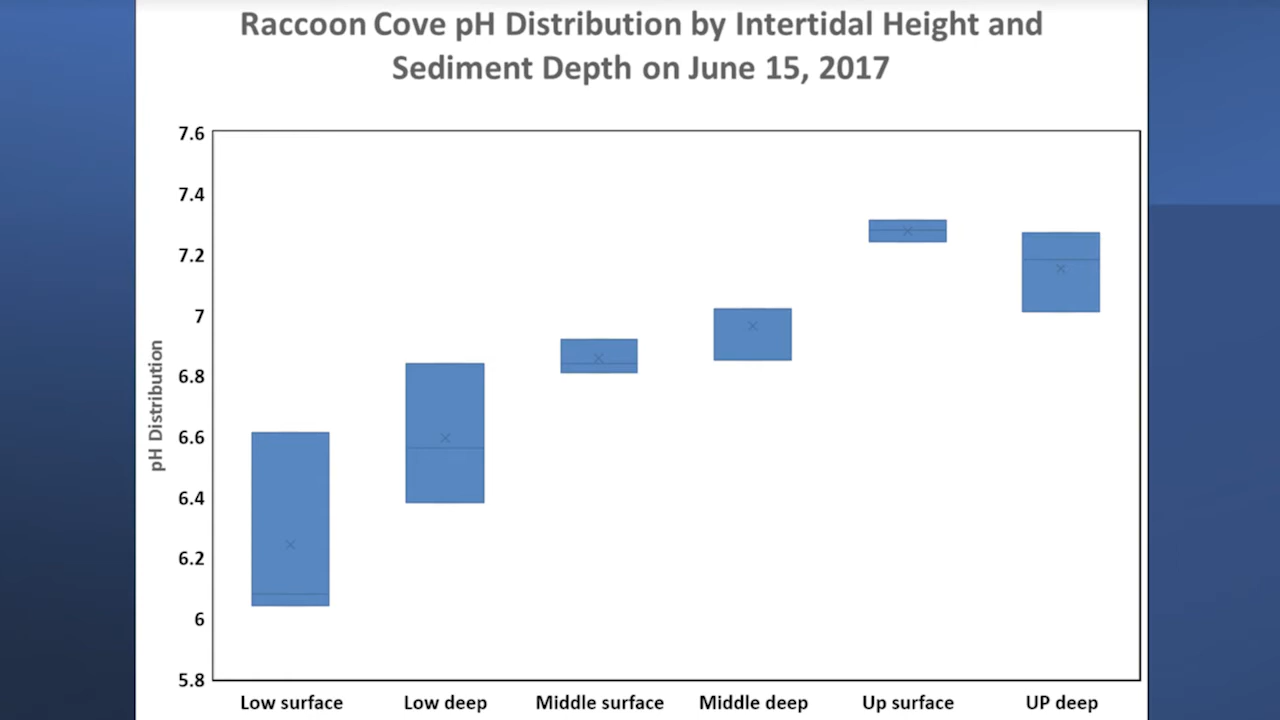 Raccoon Cove pH Distribution by Intertidal Height and
Sediment Depth on June 15, 2017
7.6
7.4
7.2
7
6.8
6.6
6.4
6.2
6
5.8
pH Distribution
Low surface
Low deep
Middle surface
Middle deep
Up surface
UP deep